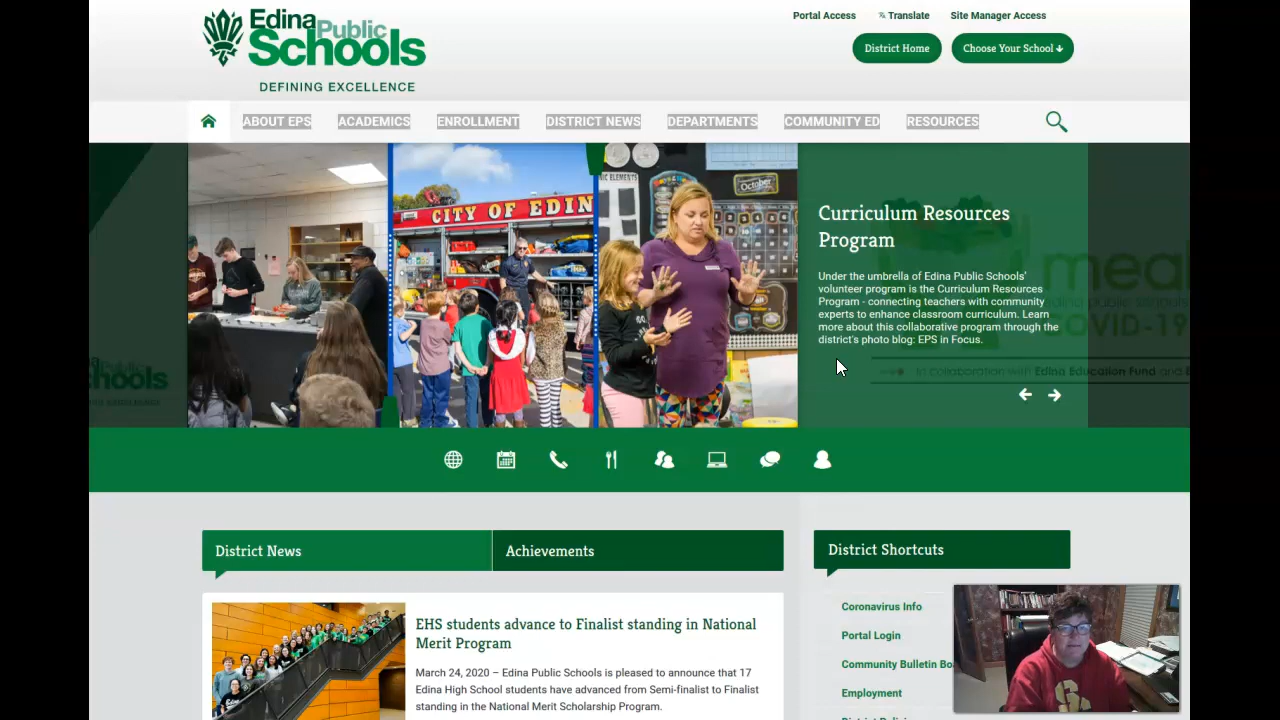 Edina
Public
Schools
DEFINING EXCELLENCE
Portal Access Translate Site Manager Access
District Home Choose Your School
ABOUT EPS ACADEMICS ENROLLMENT DISTRICT NEWS DEPARTMENTS COMMUNITY ED RESOURCES
CITY OF EDIN
October
Curriculum Resources
Program
Under the umbrella of Edina Public Schools'
volunteer program is the Curriculum Resources
Program - connecting teachers with community
experts to enhance classroom curriculum. Learn
more about this collaborative program through the
district's photo blog: EPS in Focus.
meal
COVID-19
In collaboration with Edina Education Fund and
District News
Achievements
District Shortcuts
EHS students advance to Finalist standing in National
Merit Program
March 24, 2020 – Edina Public Schools is pleased to announce that 17
Edina High School students have advanced from Semi-finalist to Finalist
standing in the National Merit Scholarship Program.
Coronavirus Info
Portal Login
Community Bulletin Bo
Employment